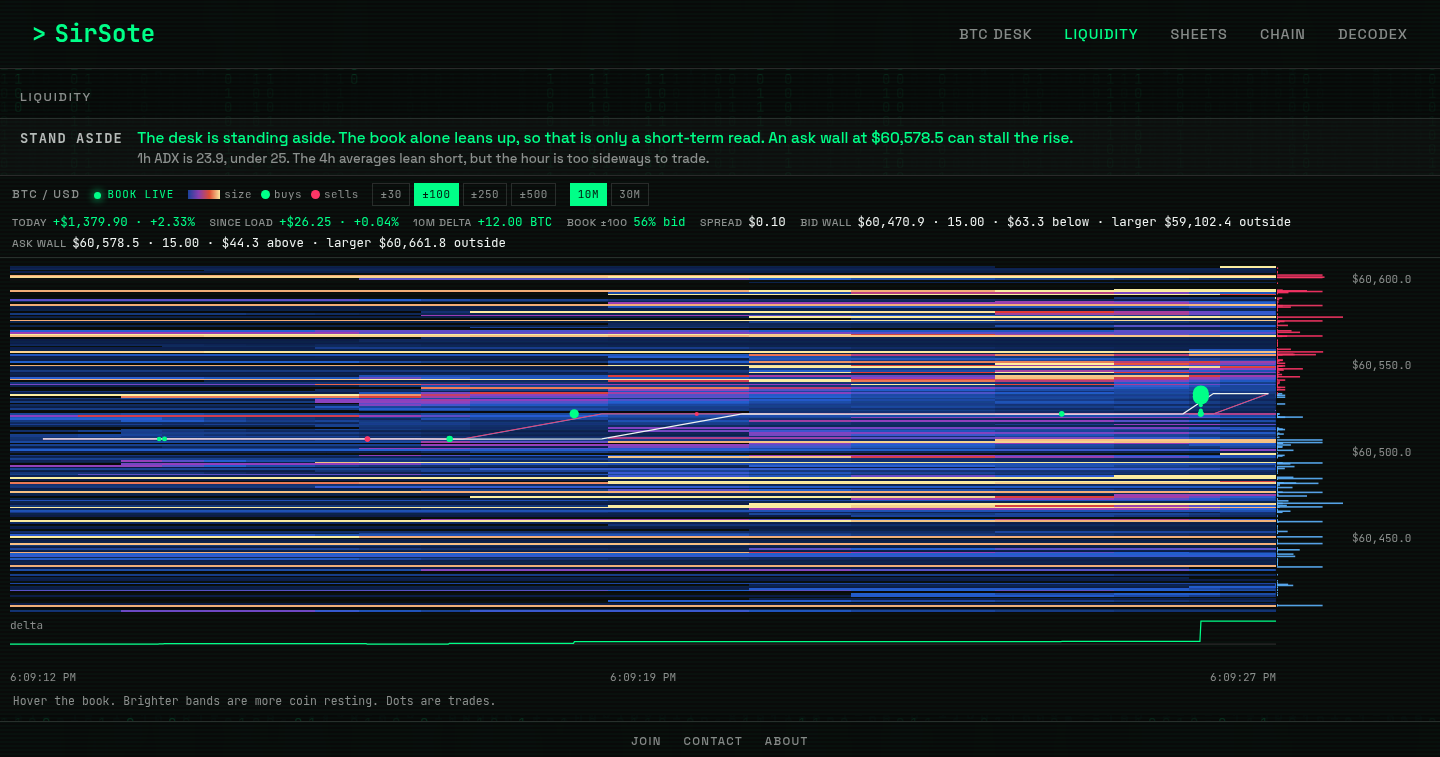 > SirSote
BTC DESK LIQUIDITY SHEETS CHAIN DECODEX
LIQUIDITY
STAND ASIDE The desk is standing aside. The book alone leans up, so that is only a short-term read. An ask wall at $60,578.5 can stall the rise.
1h ADX is 23.9, under 25. The 4h averages lean short, but the hour is too sideways to trade.
BTC / USD BOOK LIVE size buys sells ±30 ±100 ±250 ±500 10M 30M
TODAY +$1,379.90 · +2.33% SINCE LOAD +$26.25 · +0.04% 10M DELTA +12.00 BTC BOOK ±100 56% bid SPREAD $0.10 BID WALL $60,470.9 · 15.00 · $63.3 below · larger $59,102.4 outside
ASK WALL $60,578.5 · 15.00 · $44.3 above · larger $60,661.8 outside
$60,600.0
$60,550.0
$60,500.0
$60,450.0
delta
6:09:12 PM 6:09:19 PM 6:09:27 PM
Hover the book. Brighter bands are more coin resting. Dots are trades.
JOIN CONTACT ABOUT